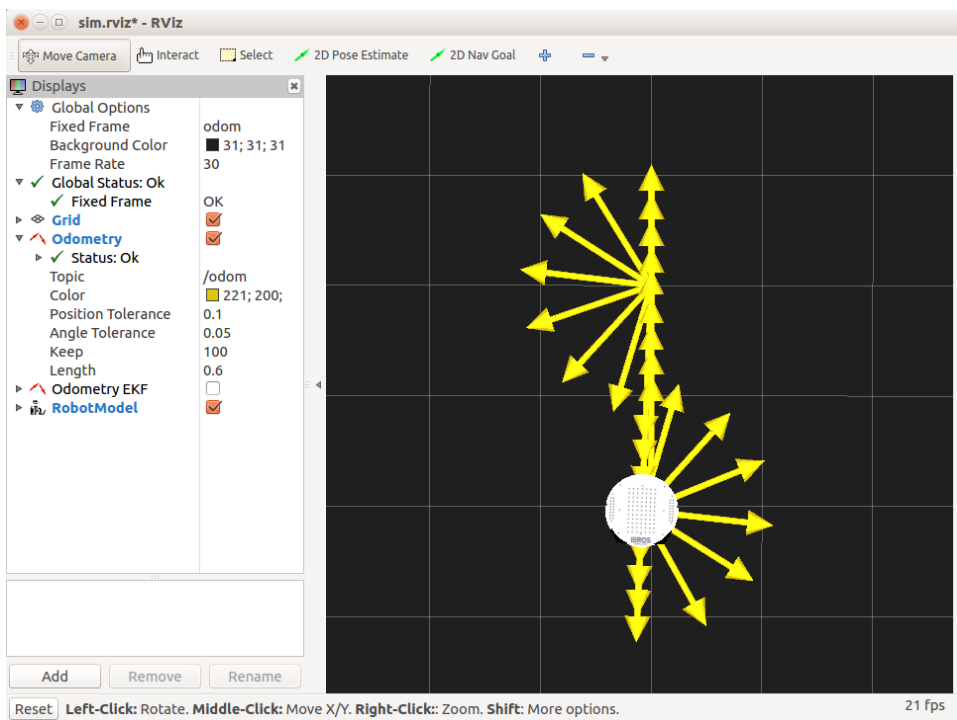 sim.rviz* - RViz
Move Camera Interact Select 2D Pose Estimate 2D Nav Goal
Displays
Global Options
Fixed Frame odom
Background Color 31; 31; 31
Frame Rate 30
Global Status: Ok
Fixed Frame OK
Grid
Odometry
Status: Ok
Topic /odom
Color 221; 200;
Position Tolerance 0.1
Angle Tolerance 0.05
Keep 100
Length 0.6
Odometry EKF
RobotModel
ROS
Add Remove Rename
Reset Left-Click: Rotate. Middle-Click: Move X/Y. Right-Click:: Zoom. Shift: More options. 21 fps